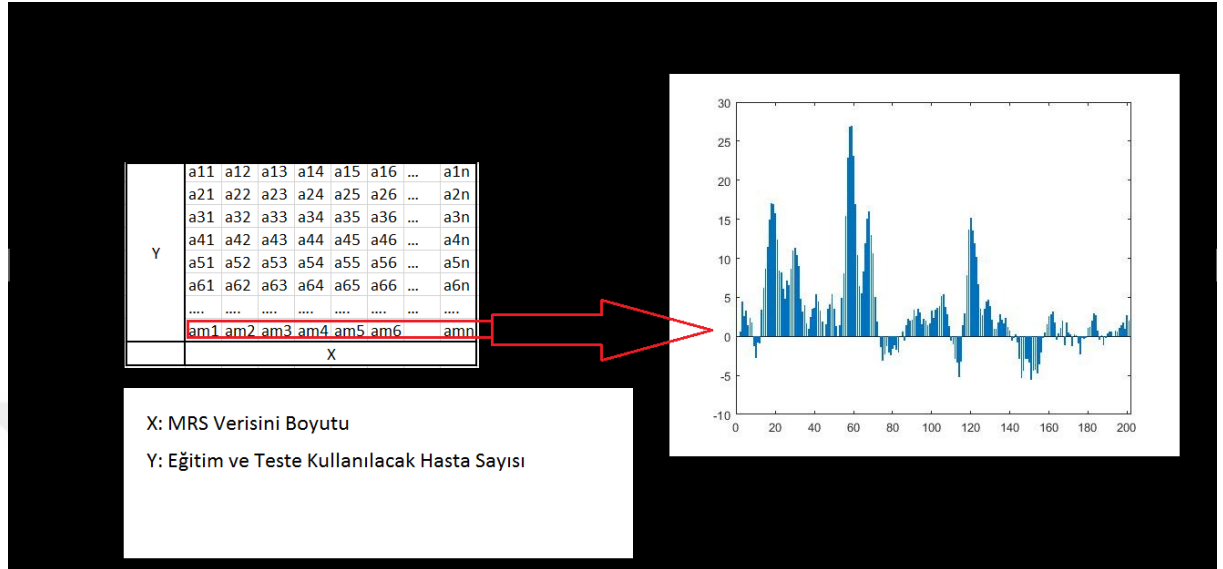 a11 a12 a13 a14 a15 a16 ... a1n
a21 a22 a23 a24 a25 a26 ... a2n
a31 a32 a33 a34 a35 a36 ... a3n
a41 a42 a43 a44 a45 a46 ... a4n
Y
a51 a52 a53 a54 a55 a56 ... a5n
a61 a62 a63 a64 a65 a66 ... a6n
.... .... .... .... .... .... ... ....
am1 am2 am3 am4 am5 am6 amn
X
X: MRS Verisini Boyutu
Y: Eğitim ve Teste Kullanılacak Hasta Sayısı
30
25
20
15
10
5
0
-5
-10
0 20 40 60 80 100 120 140 160 180 200